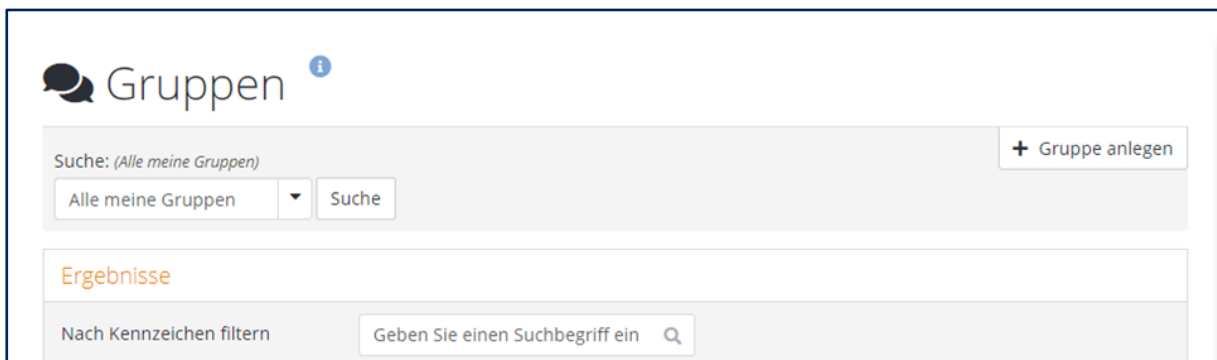 Gruppen
+ Gruppe anlegen
Suche: (Alle meine Gruppen)
Alle meine Gruppen
Suche
Ergebnisse
Nach Kennzeichen filtern
Geben Sie einen Suchbegriff ein